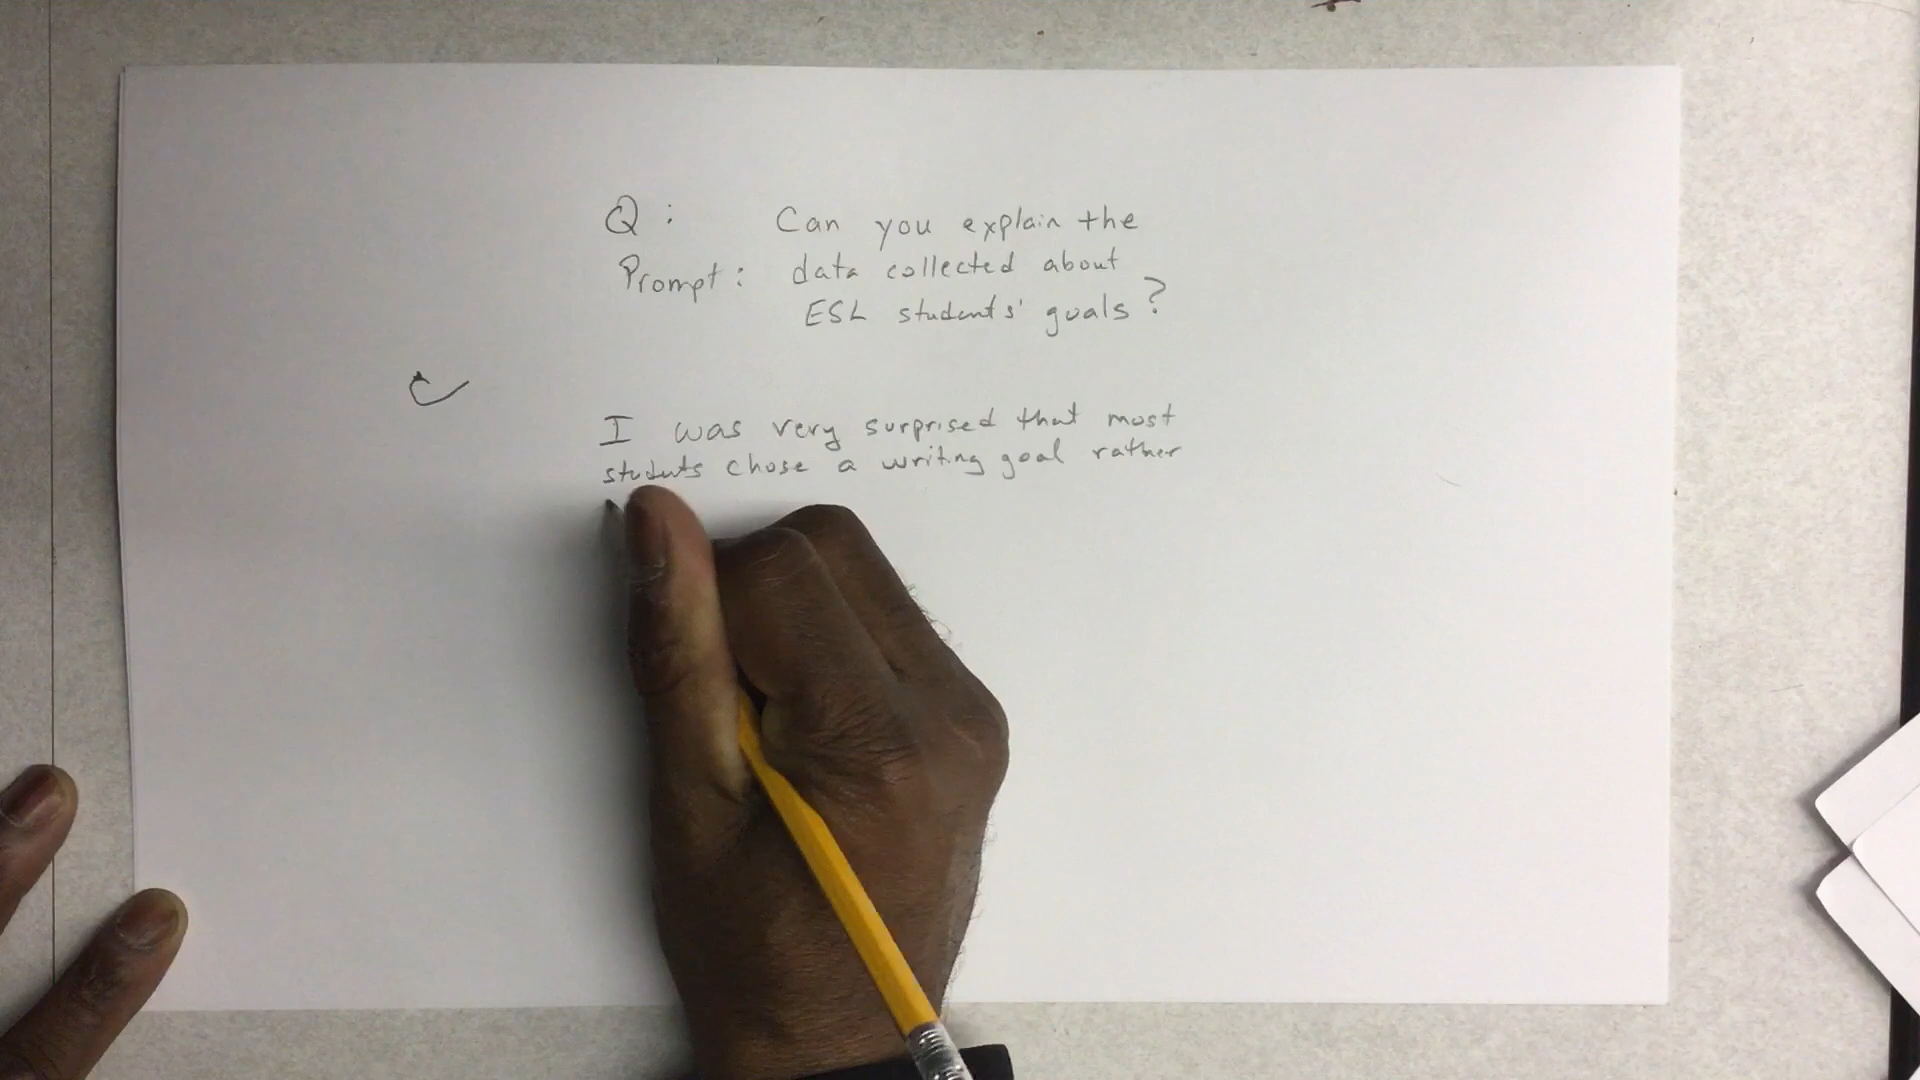 Q : Can you explain the
Prompt : data collected about
ESL students' goals ?
I was very surprised that most
students chose a writing goal rather